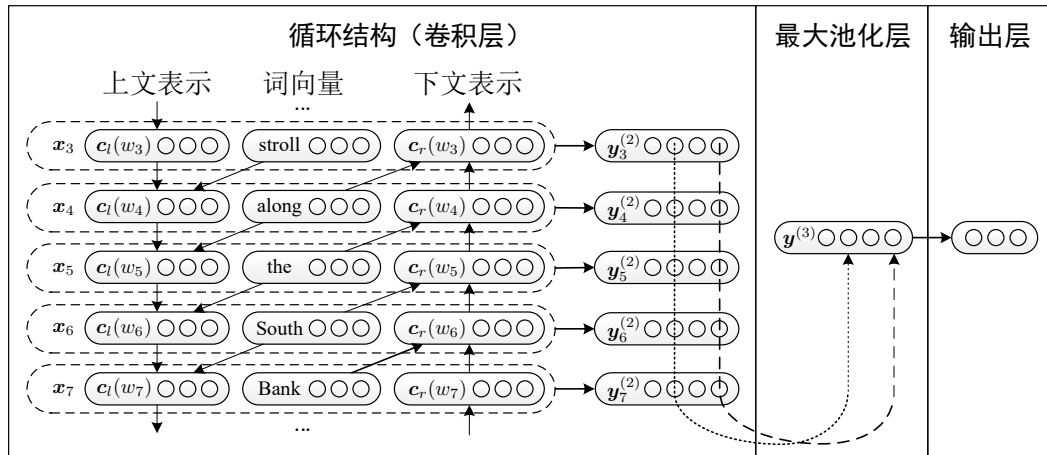 循环结构（卷积层） 最大池化层 输出层
上文表示 词向量 下文表示
...
x₃ cₗ(w₃) stroll cᵣ(w₃) y₃⁽²⁾
x₄ cₗ(w₄) along cᵣ(w₄) y₄⁽²⁾
y⁽³⁾
x₅ cₗ(w₅) the cᵣ(w₅) y₅⁽²⁾
x₆ cₗ(w₆) South cᵣ(w₆) y₆⁽²⁾
x₇ cₗ(w₇) Bank cᵣ(w₇) y₇⁽²⁾
...